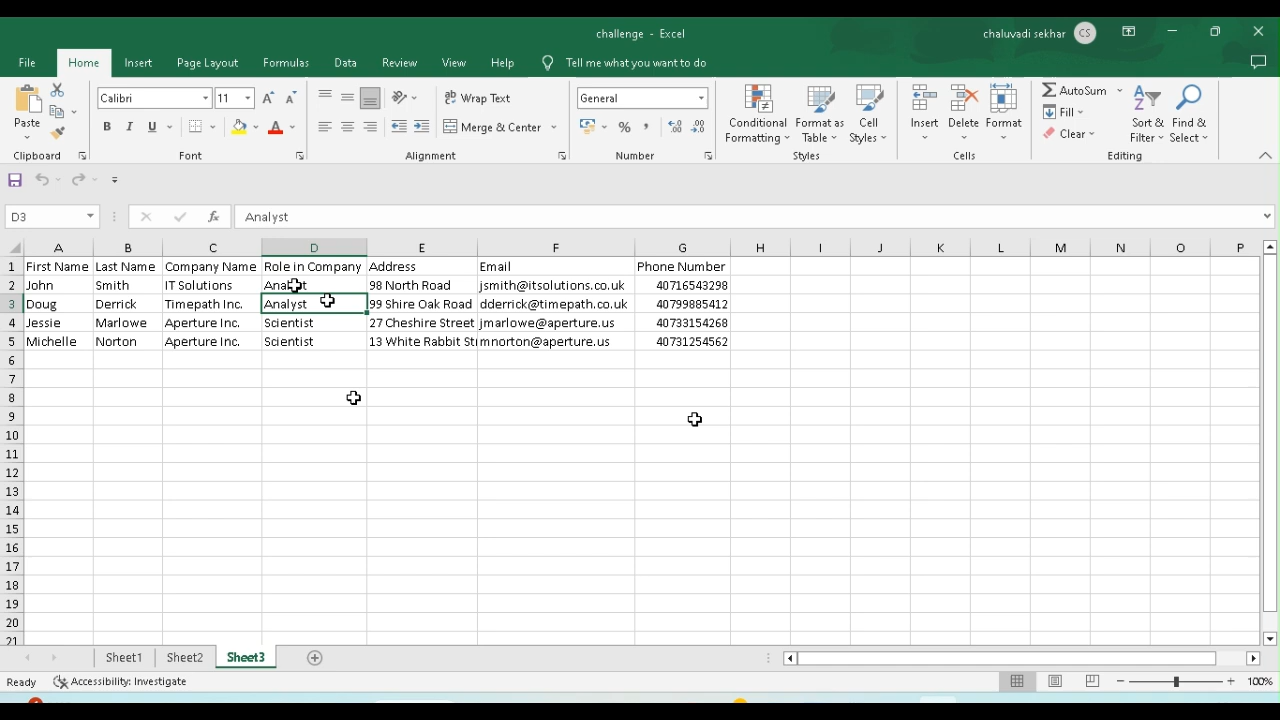 challenge - Excel
chaluvadi sekhar CS
File Home Insert Page Layout Formulas Data Review View Help Tell me what you want to do
Calibri 11 Wrap Text General AutoSum
Paste B I U Merge & Center % Conditional Formatting Format as Table Cell Styles Insert Delete Format Fill Clear Sort & Filter Find & Select
Clipboard Font Alignment Number Styles Cells Editing
D3 fx Analyst
A B C D E F G H I J K L M N O P
1 First Name Last Name Company Name Role in Company Address Email Phone Number
2 John Smith IT Solutions Analyst 98 North Road jsmith@itsolutions.co.uk 40716543298
3 Doug Derrick Timepath Inc. Analyst 99 Shire Oak Road dderrick@timepath.co.uk 40799885412
4 Jessie Marlowe Aperture Inc. Scientist 27 Cheshire Street jmarlowe@aperture.us 40733154268
5 Michelle Norton Aperture Inc. Scientist 13 White Rabbit Str mnorton@aperture.us 40731254562
6
7
8
9
10
11
12
13
14
15
16
17
18
19
20
21
Sheet1 Sheet2 Sheet3
Ready Accessibility: Investigate 100%